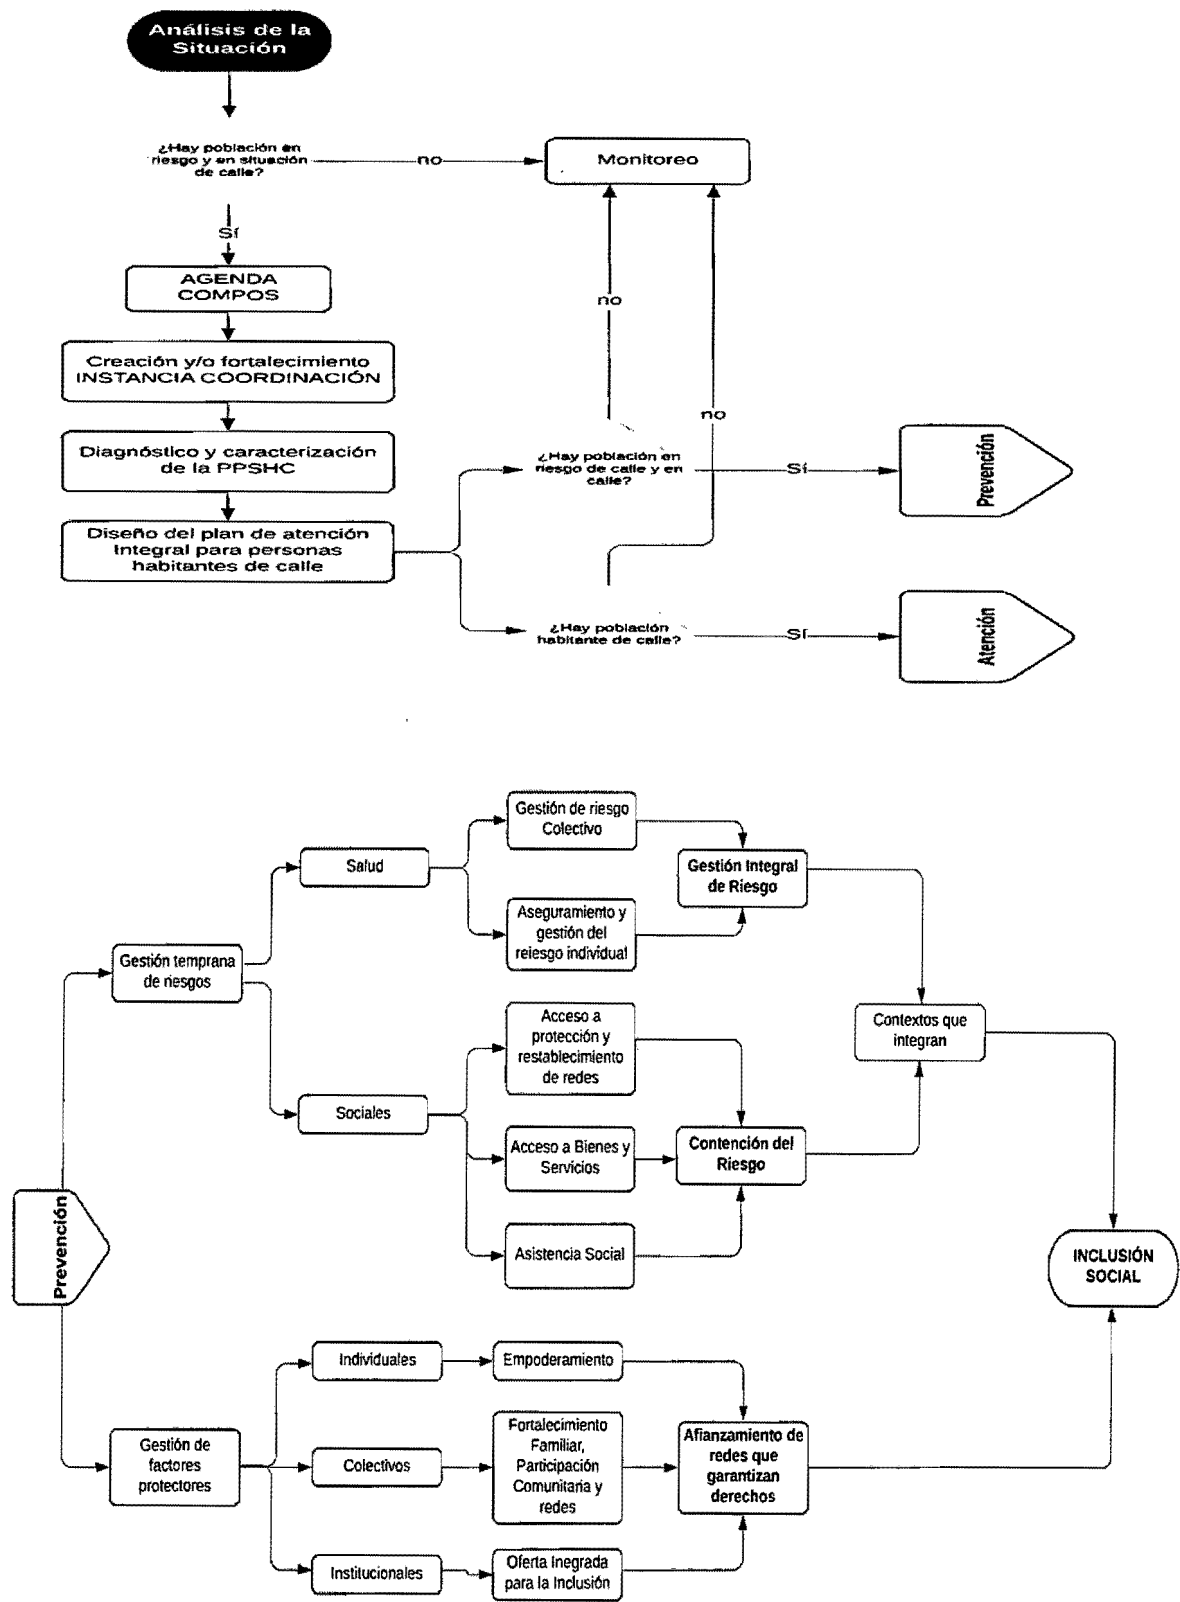 Análisis de la
Situación
¿Hay población en
riesgo y en situación
de calle?
no
Monitoreo
Sí
AGENDA
COMPOS
Creación y/o fortalecimiento
INSTANCIA COORDINACIÓN
Diagnóstico y caracterización
de la PPSHC
Diseño del plan de atención
Integral para personas
habitantes de calle
no
no
¿Hay población en
riesgo de calle y en
calle?
Sí
Prevención
¿Hay población
habitante de calle?
Sí
Atención
Gestión de riesgo
Colectivo
Salud
Gestión Integral
de Riesgo
Aseguramiento y
gestión del
reiesgo individual
Gestión temprana
de riesgos
Acceso a
protección y
restablecimiento
de redes
Contextos que
integran
Sociales
Acceso a Bienes y
Servicios
Contención del
Riesgo
Asistencia Social
Prevención
INCLUSIÓN
SOCIAL
Individuales
Empoderamiento
Gestión de
factores
protectores
Colectivos
Fortalecimiento
Familiar,
Participación
Comunitaria y
redes
Afianzamiento de
redes que
garantizan
derechos
Institucionales
Oferta Inegrada
para la Inclusión